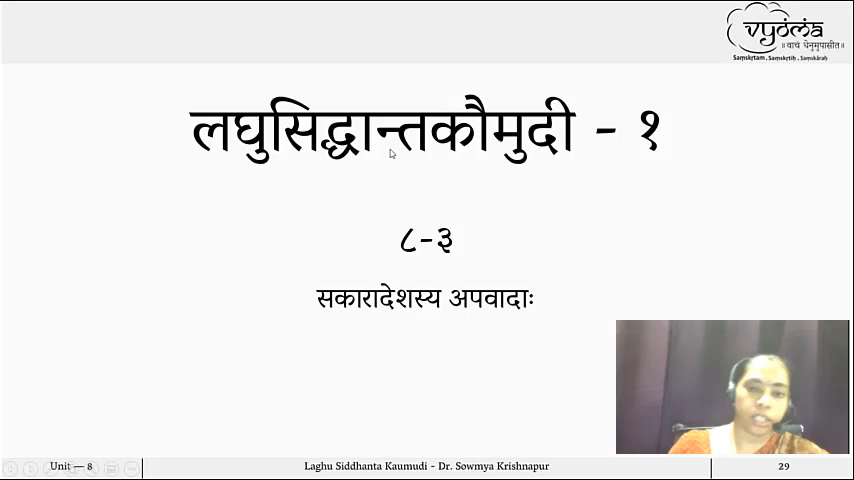 vyoma
॥ वाचं धेनुमुपासीत॥
Saṃskṛtam, Saṃskṛtiḥ, Saṃskāraḥ
लघुसिद्धान्तकौमुदी - १
८-३
सकारादेशस्य अपवादाः
Unit — 8
Laghu Siddhanta Kaumudi - Dr. Sowmya Krishnapur
29